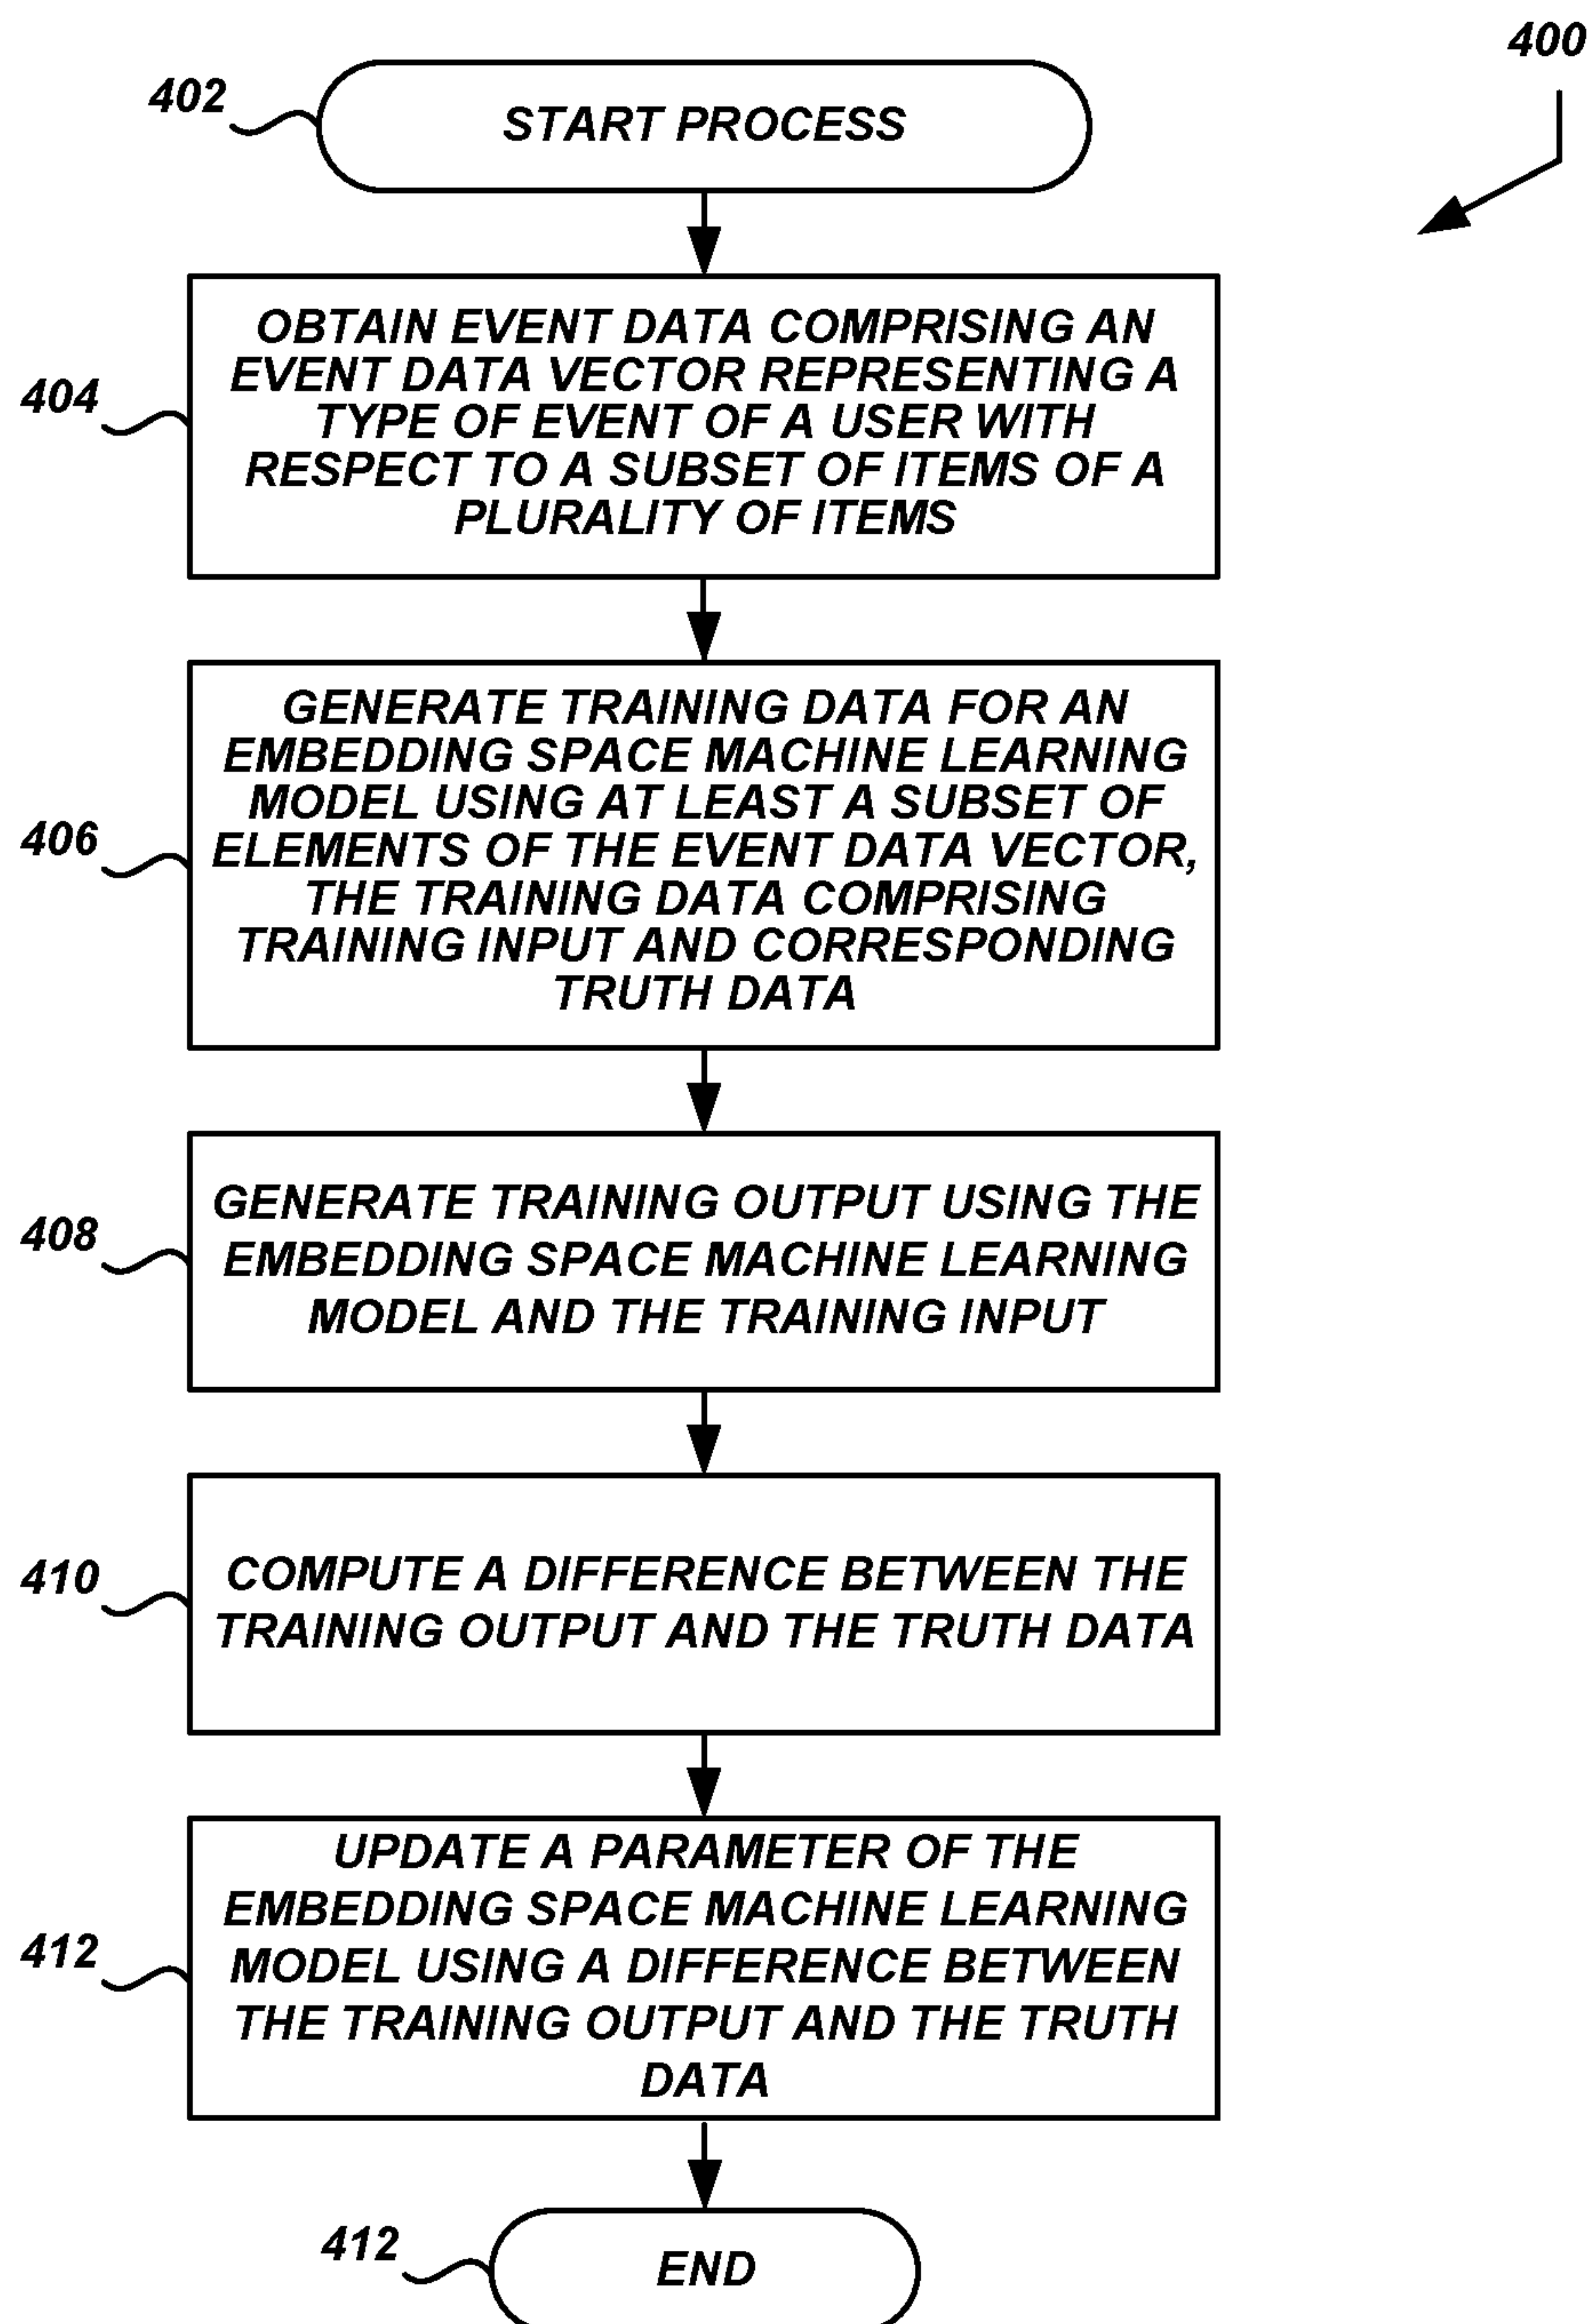 400
402
START PROCESS
404
OBTAIN EVENT DATA COMPRISING AN
EVENT DATA VECTOR REPRESENTING A
TYPE OF EVENT OF A USER WITH
RESPECT TO A SUBSET OF ITEMS OF A
PLURALITY OF ITEMS
406
GENERATE TRAINING DATA FOR AN
EMBEDDING SPACE MACHINE LEARNING
MODEL USING AT LEAST A SUBSET OF
ELEMENTS OF THE EVENT DATA VECTOR,
THE TRAINING DATA COMPRISING
TRAINING INPUT AND CORRESPONDING
TRUTH DATA
408
GENERATE TRAINING OUTPUT USING THE
EMBEDDING SPACE MACHINE LEARNING
MODEL AND THE TRAINING INPUT
410
COMPUTE A DIFFERENCE BETWEEN THE
TRAINING OUTPUT AND THE TRUTH DATA
412
UPDATE A PARAMETER OF THE
EMBEDDING SPACE MACHINE LEARNING
MODEL USING A DIFFERENCE BETWEEN
THE TRAINING OUTPUT AND THE TRUTH
DATA
412
END